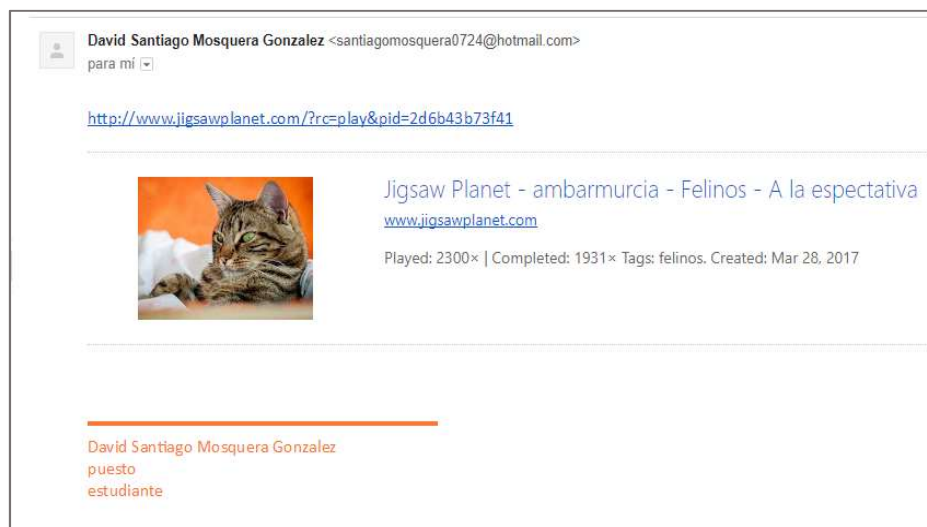 David Santiago Mosquera Gonzalez <santiagomosquera0724@hotmail.com>
para mí
http://www.jigsawplanet.com/?rc=play&pid=2d6b43b73f41
Jigsaw Planet - ambarmurcia - Felinos - A la espectativa
www.jigsawplanet.com
Played: 2300× | Completed: 1931× Tags: felinos. Created: Mar 28, 2017
David Santiago Mosquera Gonzalez
puesto
estudiante